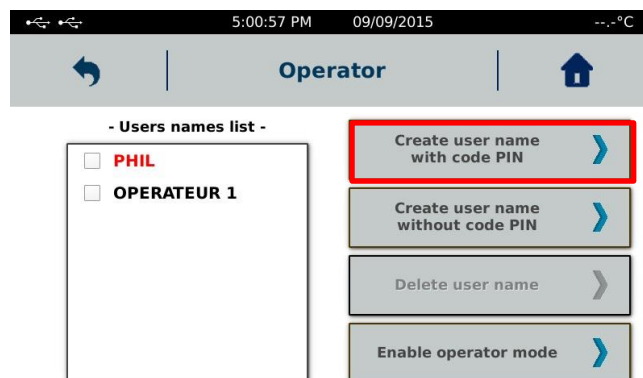 5:00:57 PM 09/09/2015 --.-°C
Operator
- Users names list -
PHIL
OPERATEUR 1
Create user name
with code PIN
Create user name
without code PIN
Delete user name
Enable operator mode